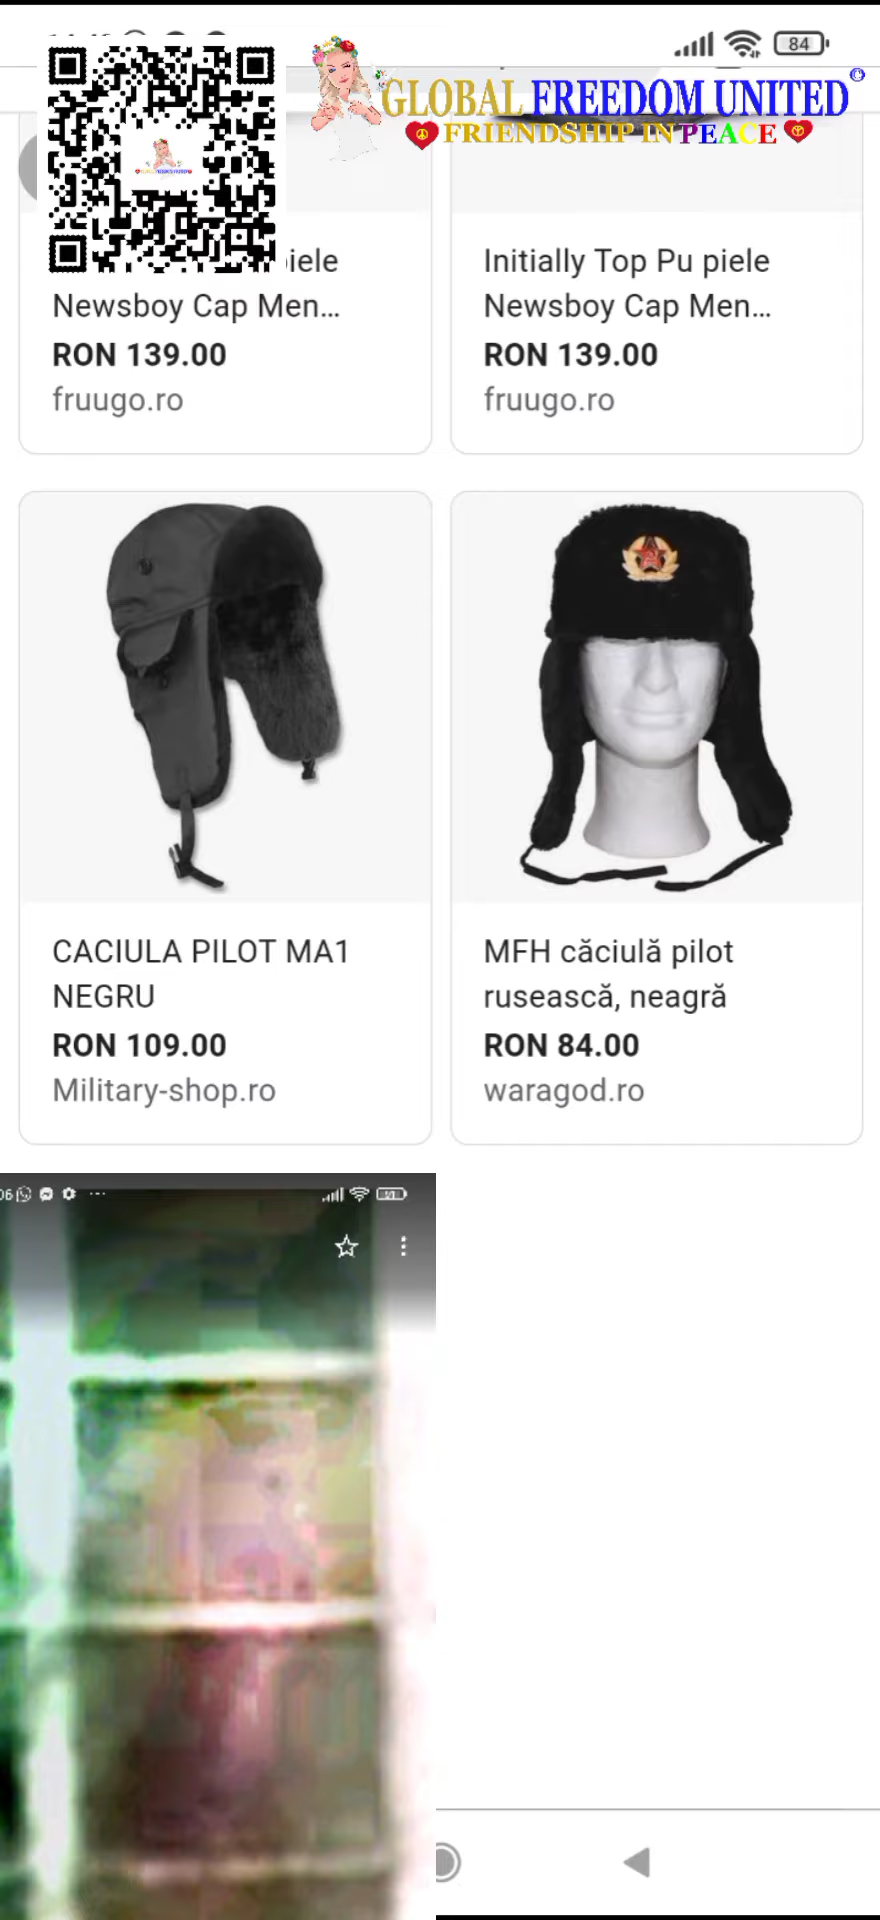 84
GLOBAL FREEDOM UNITED©
FRIENDSHIP IN PEACE
iele
Newsboy Cap Men...
RON 139.00
fruugo.ro
Initially Top Pu piele
Newsboy Cap Men...
RON 139.00
fruugo.ro
CACIULA PILOT MA1
NEGRU
RON 109.00
Military-shop.ro
MFH căciulă pilot
rusească, neagră
RON 84.00
waragod.ro
06